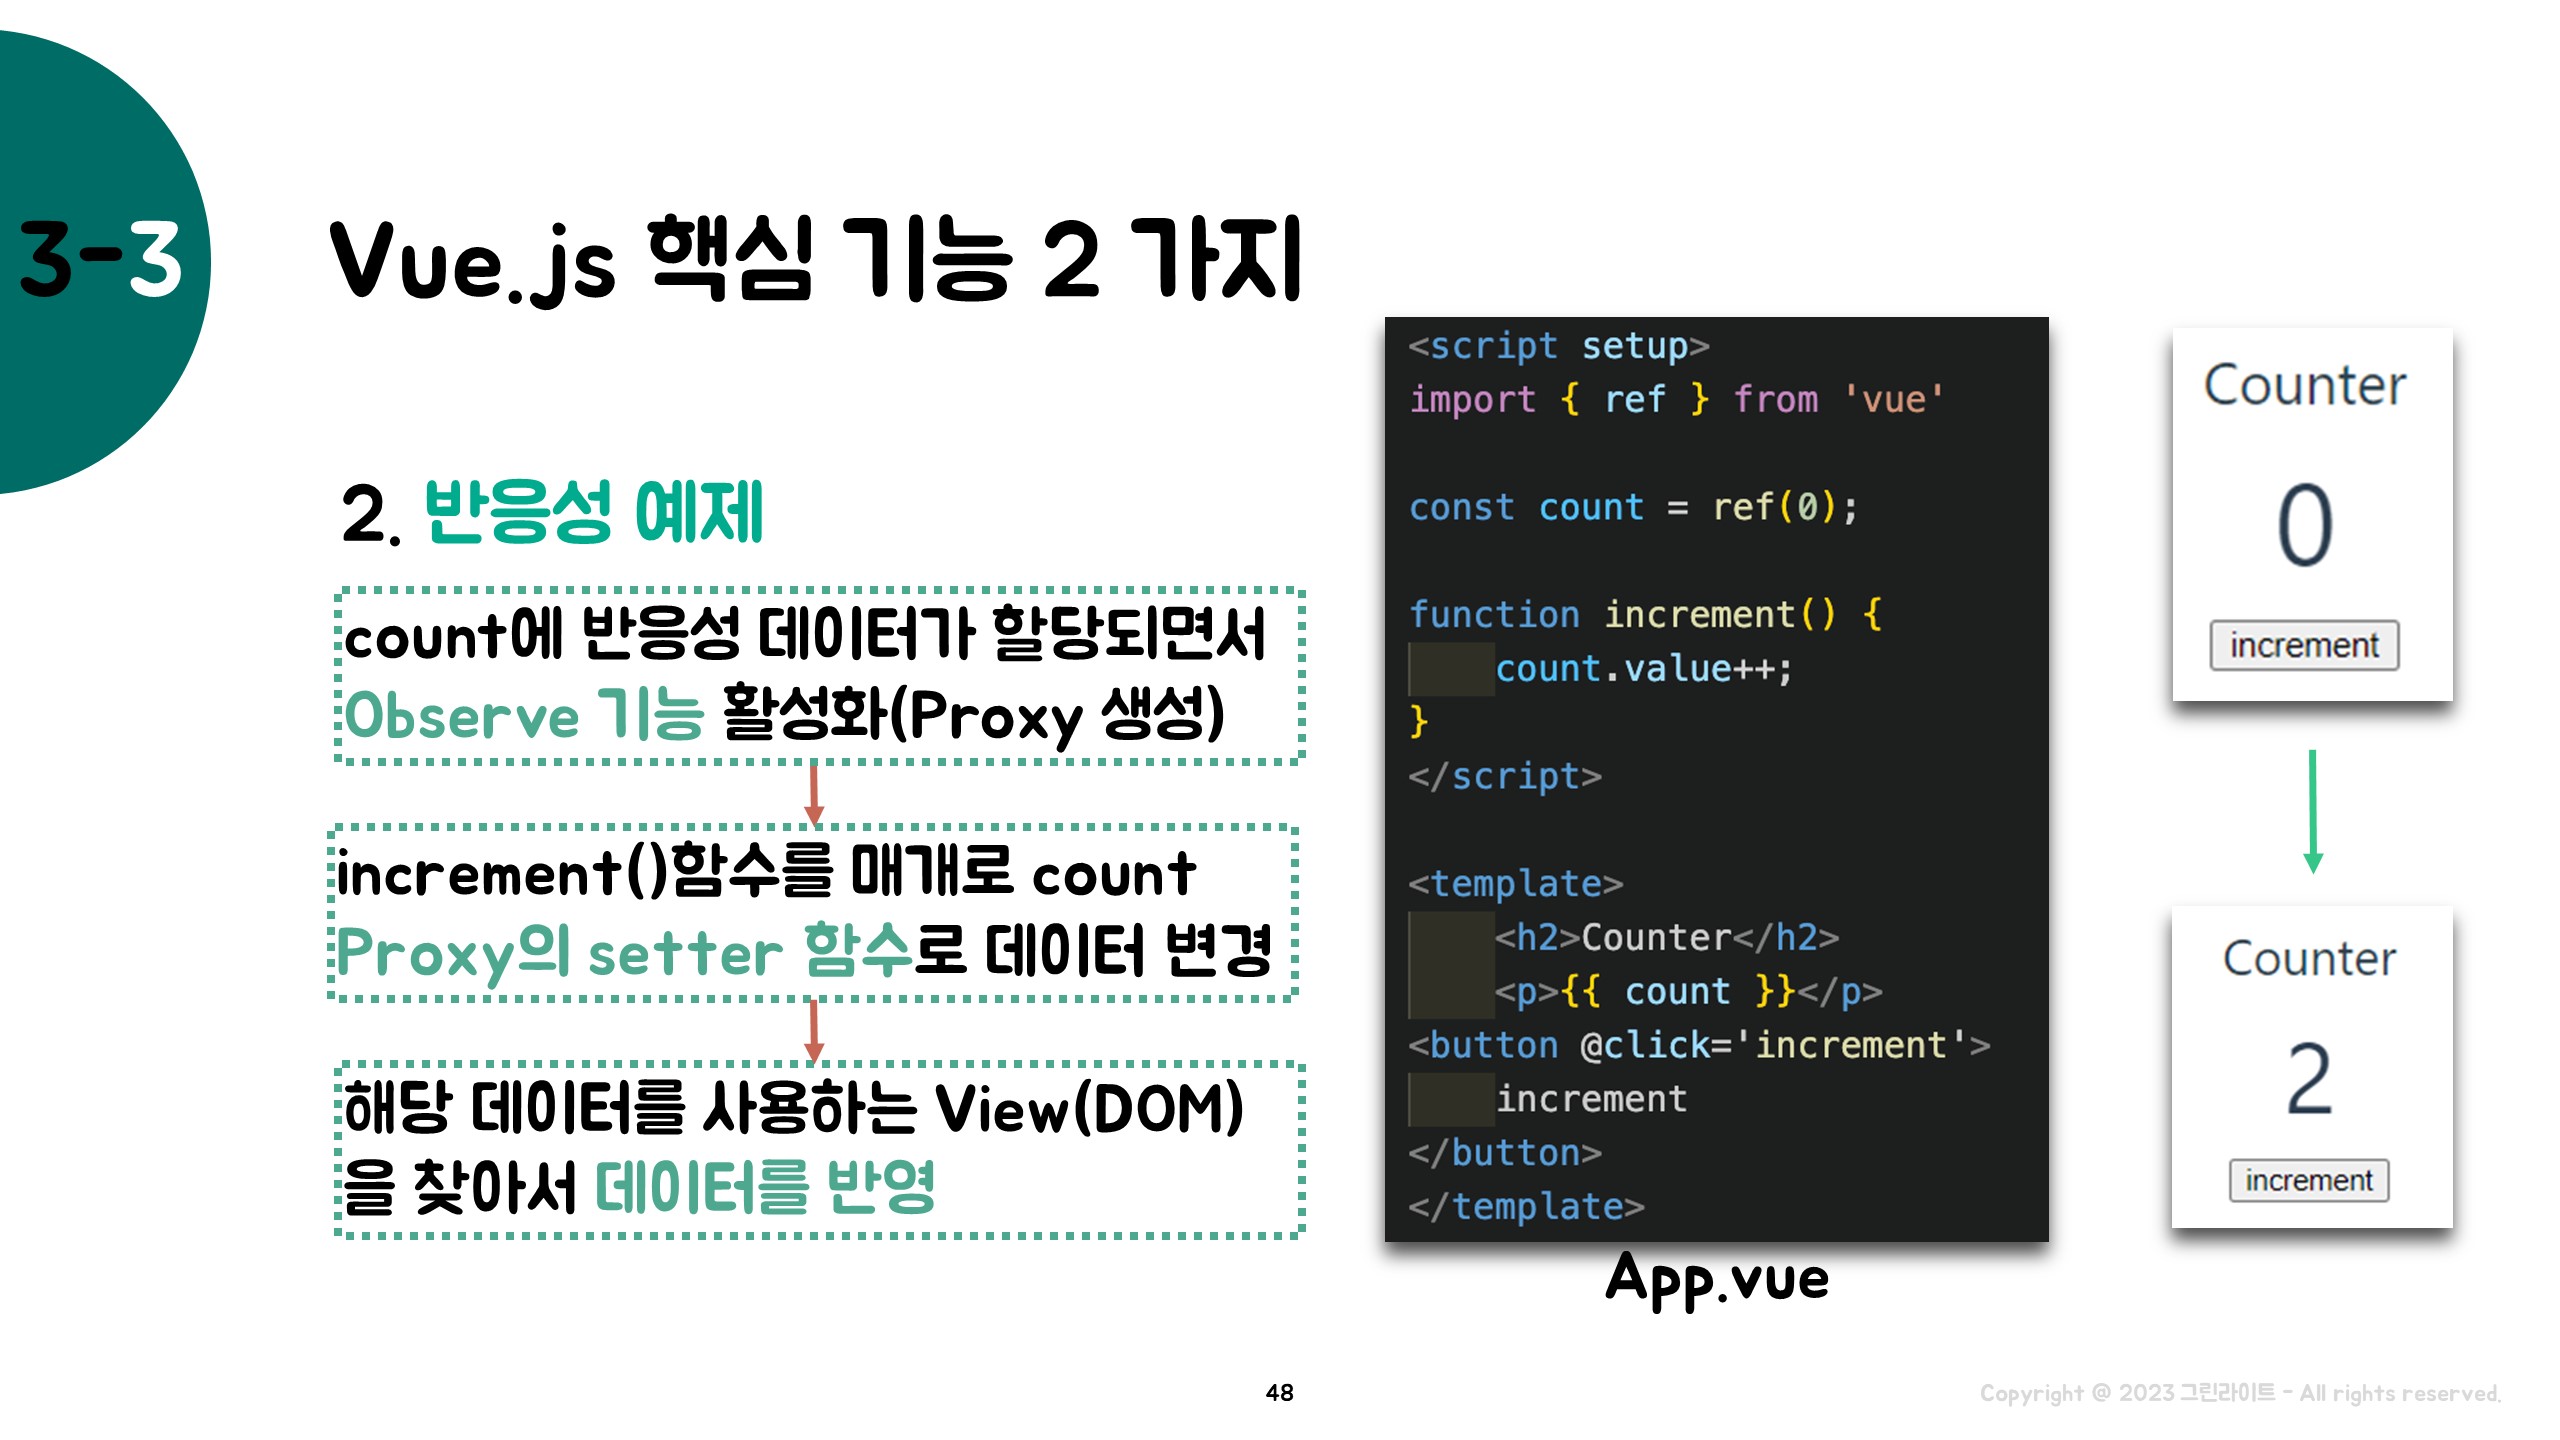 3-3
Vue.js 핵심 기능 2 가지
2. 반응성 예제
count에 반응성 데이터가 할당되면서
Observe 기능 활성화(Proxy 생성)
increment()함수를 매개로 count
Proxy의 setter 함수로 데이터 변경
해당 데이터를 사용하는 View(DOM)
을 찾아서 데이터를 반영
<script setup>
import { ref } from 'vue'
const count = ref(0);
function increment() {
count.value++;
}
</script>
<template>
<h2>Counter</h2>
<p>{{ count }}</p>
<button @click='increment'>
increment
</button>
</template>
App.vue
Counter
0
increment
Counter
2
increment
48
Copyright @ 2023 그린라이트 - All rights reserved.